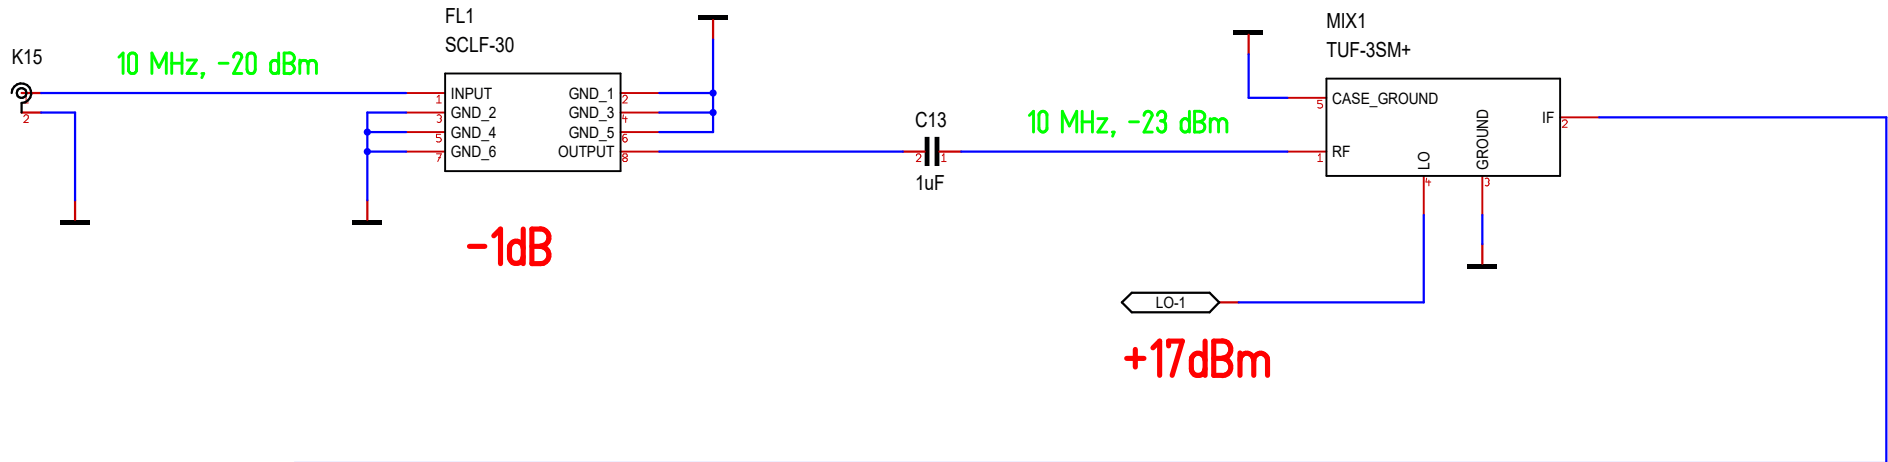 K15
2
10 MHz, -20 dBm
FL1
SCLF-30
INPUT
1
GND_2
3
GND_4
5
GND_6
7
GND_1
2
GND_3
4
GND_5
6
OUTPUT
8
-1dB
C13
2
1
1uF
10 MHz, -23 dBm
MIX1
TUF-3SM+
CASE_GROUND
5
RF
1
LO
4
GROUND
3
IF
2
LO-1
+17dBm